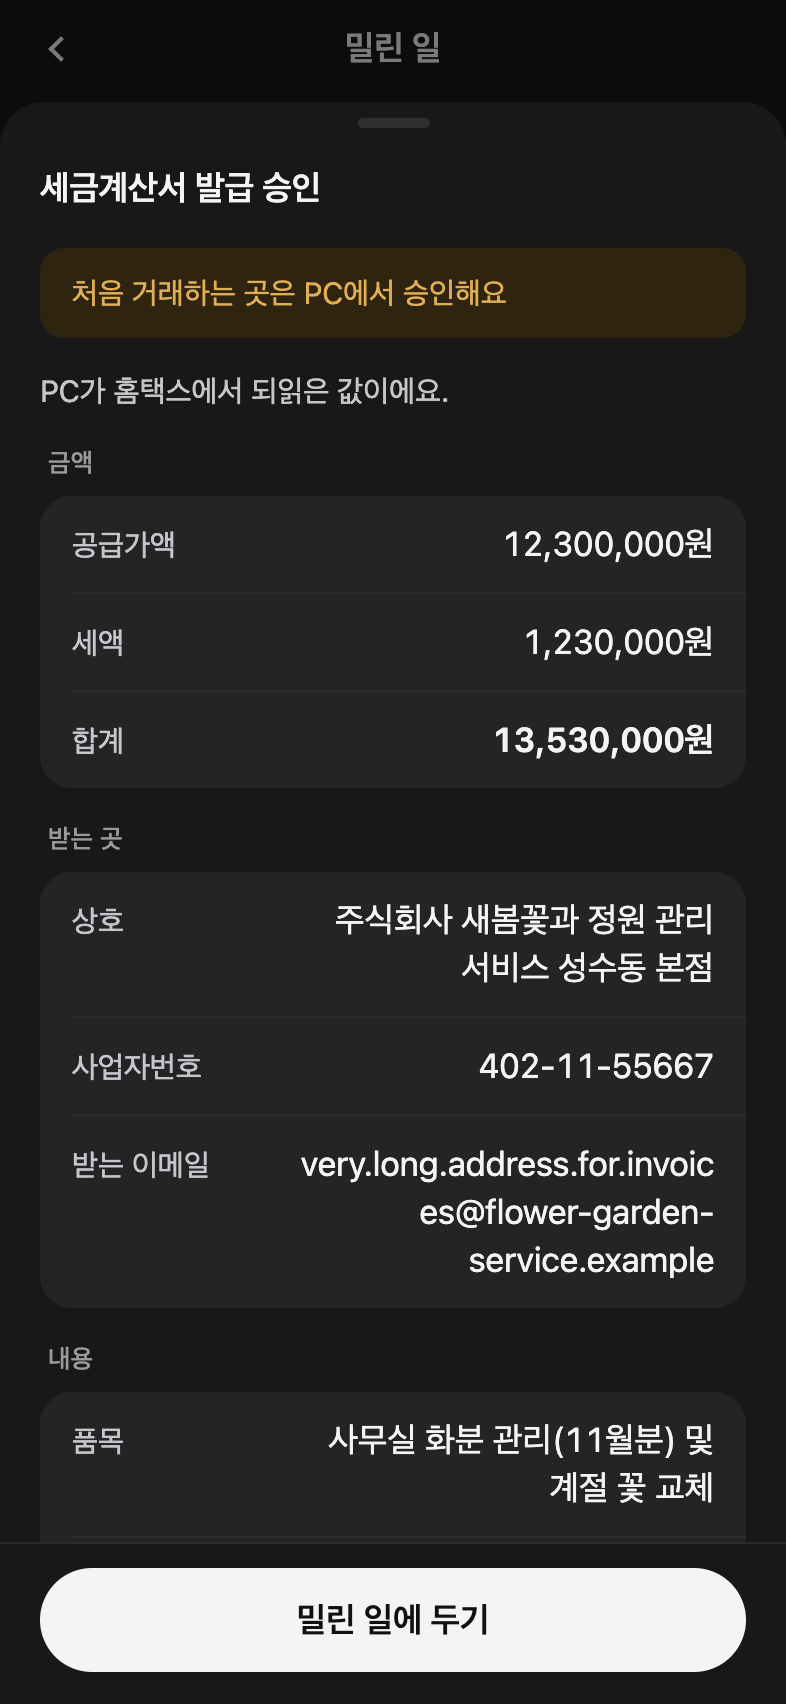 밀린 일
세금계산서 발급 승인
처음 거래하는 곳은 PC에서 승인해요
PC가 홈택스에서 되읽은 값이에요.
금액
공급가액 12,300,000원
세액 1,230,000원
합계 13,530,000원
받는 곳
상호 주식회사 새봄꽃과 정원 관리
서비스 성수동 본점
사업자번호 402-11-55667
받는 이메일 very.long.address.for.invoic
es@flower-garden-
service.example
내용
품목 사무실 화분 관리(11월분) 및
계절 꽃 교체
밀린 일에 두기